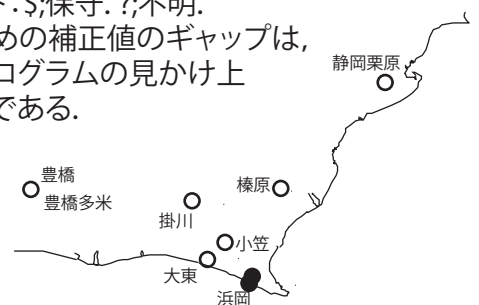 ド. S;保守. ?;不明.
めの補正値のギャップは,
ログラムの見かけ上
である.
静岡栗原
豊橋
豊橋多米
榛原
掛川
小笠
大東
浜岡